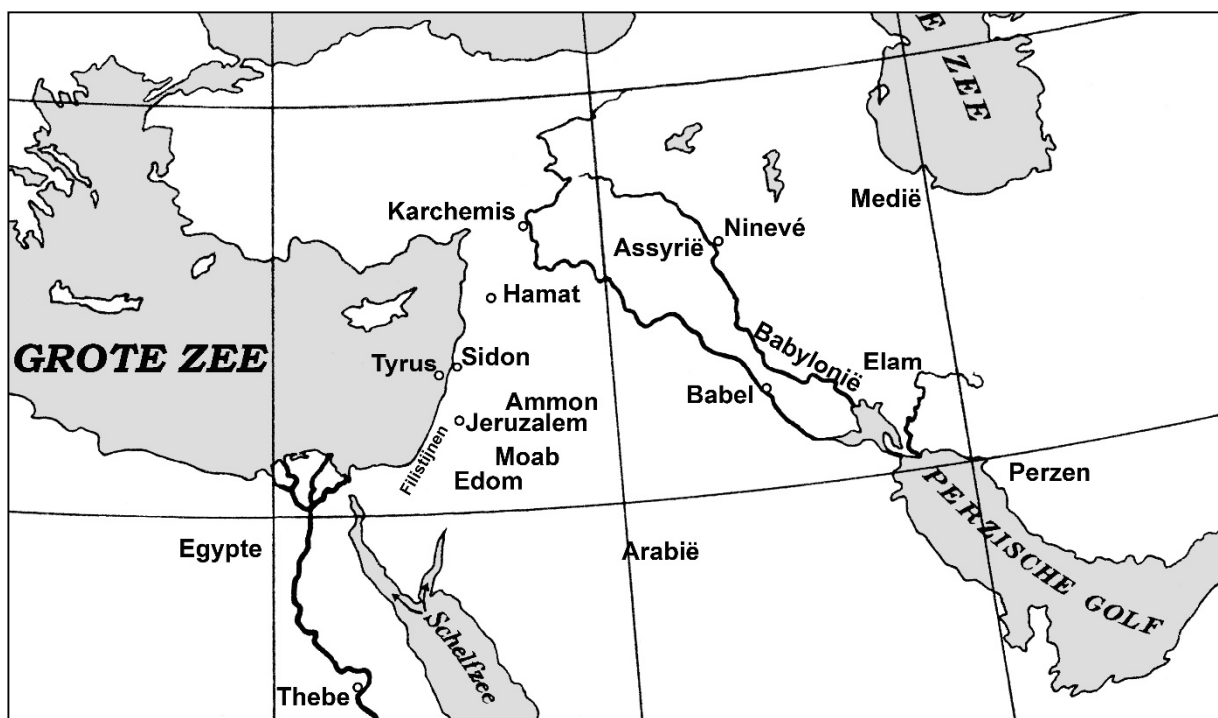 E ZEE
Medië
Karchemis
Ninevé
Assyrië
Hamat
GROTE ZEE
Tyrus
Sidon
Babylonië
Elam
Babel
Ammon
Jeruzalem
Filistijnen
Moab
Edom
Perzen
PERZISCHE GOLF
Egypte
Arabië
Schelfzee
Thebe